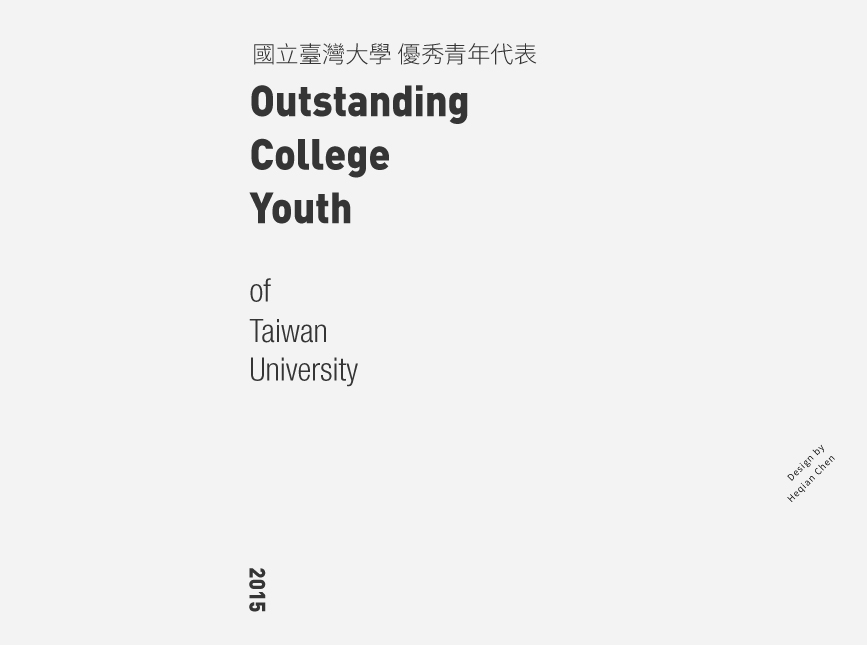 國立臺灣大學 優秀青年代表
Outstanding
College
Youth
of
Taiwan
University
Design by
Heqian Chen
2015